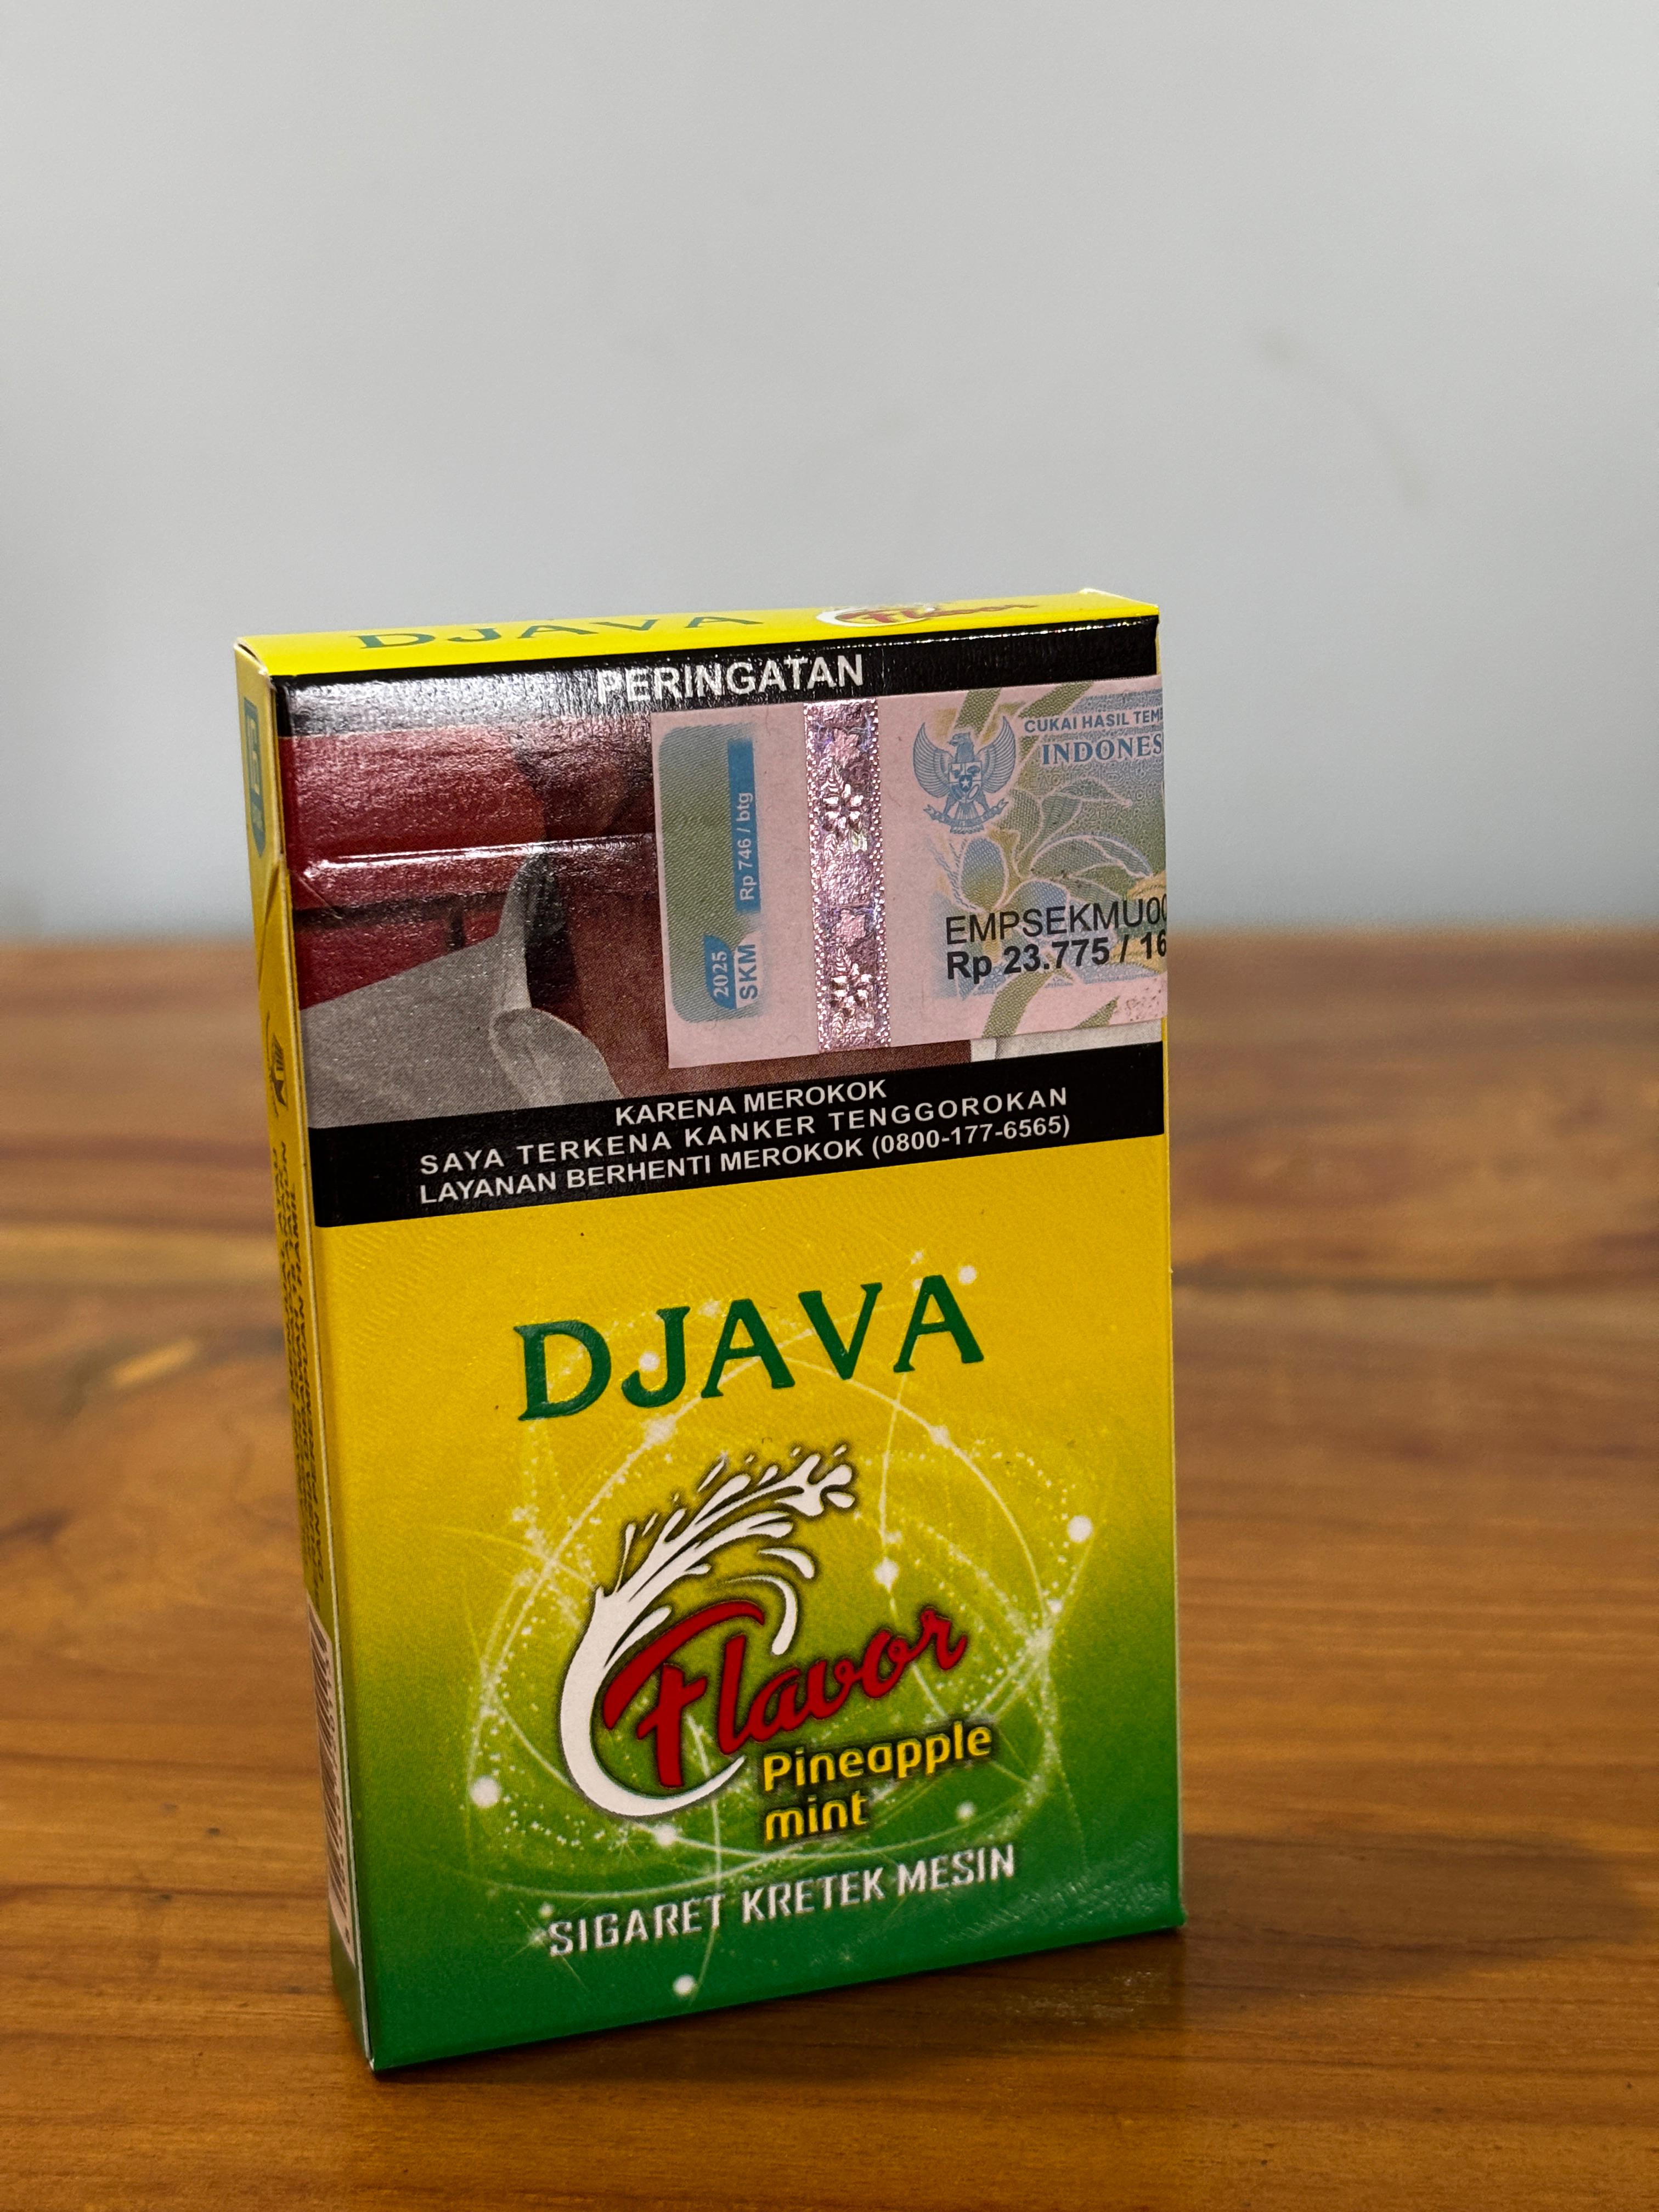 DJAVA Flavor
PERINGATAN
CUKAI HASIL TEM
INDONES
Rp 746 / btg
2025
SKM
EMPSEKMU00
Rp 23.775 / 16
KARENA MEROKOK
SAYA TERKENA KANKER TENGGOROKAN
LAYANAN BERHENTI MEROKOK (0800-177-6565)
DJAVA
Flavor
Pineapple
mint
SIGARET KRETEK MESIN